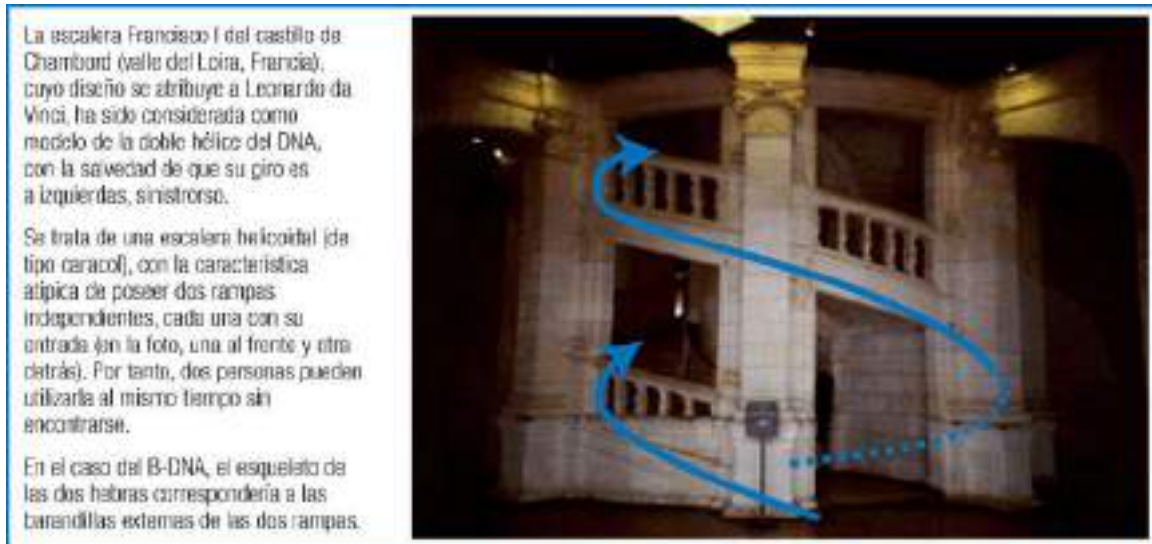 La escalera Francisco I del castillo de
Chambord (valle del Loira, Francia),
cuyo diseño se atribuye a Leonardo da
Vinci, ha sido considerada como
modelo de la doble hélice del DNA,
con la salvedad de que su giro es
a izquierdas, sinistrorso.
Se trata de una escalera helicoidal (de
tipo caracol), con la característica
atípica de poseer dos rampas
independientes, cada una con su
entrada (en la foto, una al frente y otra
detrás). Por tanto, dos personas pueden
utilizarla al mismo tiempo sin
encontrarse.
En el caso del B-DNA, el esqueleto de
las dos hebras correspondería a las
barandillas externas de las dos rampas.